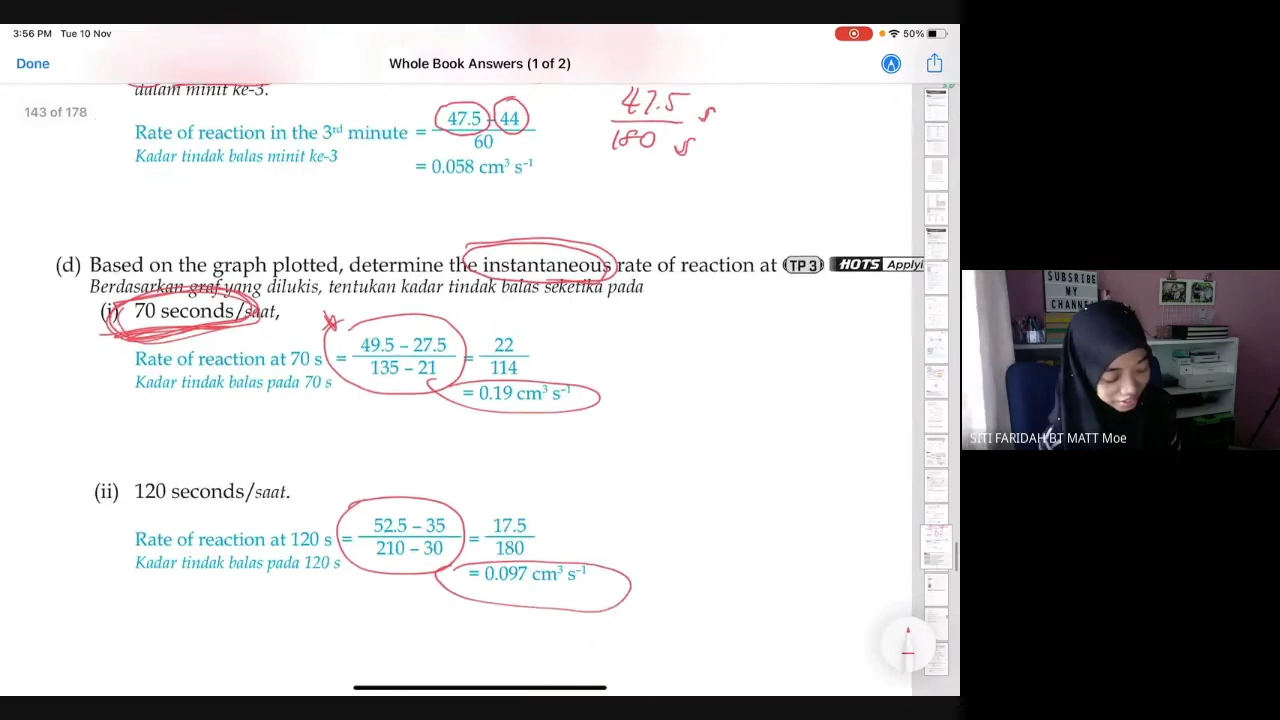 3:56 PM Tue 10 Nov
50%
Done
Whole Book Answers (1 of 2)
143 of 178
dalam minit ke-3.
Rate of reaction in the 3rd minute = 47.5 – 44
60
Kadar tindak balas minit ke-3
= 0.058 cm³ s⁻¹
47.5 s
180 s
(d) Based on the graph plotted, determine the instantaneous rate of reaction at TP 3 HOTS Applyi
Berdasarkan graf yang dilukis, tentukan kadar tindak balas seketika pada
(i) 70 seconds/saat,
Rate of reaction at 70 s = 49.5 – 27.5 = 22
135 – 21 114
Kadar tindak balas pada 70 s
= 0.19 cm³ s⁻¹
(ii) 120 seconds/saat.
Rate of reaction at 120 s = 52.5 – 35 = 17.5
210 – 30 180
Kadar tindak balas pada 120 s
= 0.097 cm³ s⁻¹
SUBSRIBE
MY
CHANNEL
SITI FARIDAH BT MATT Moe